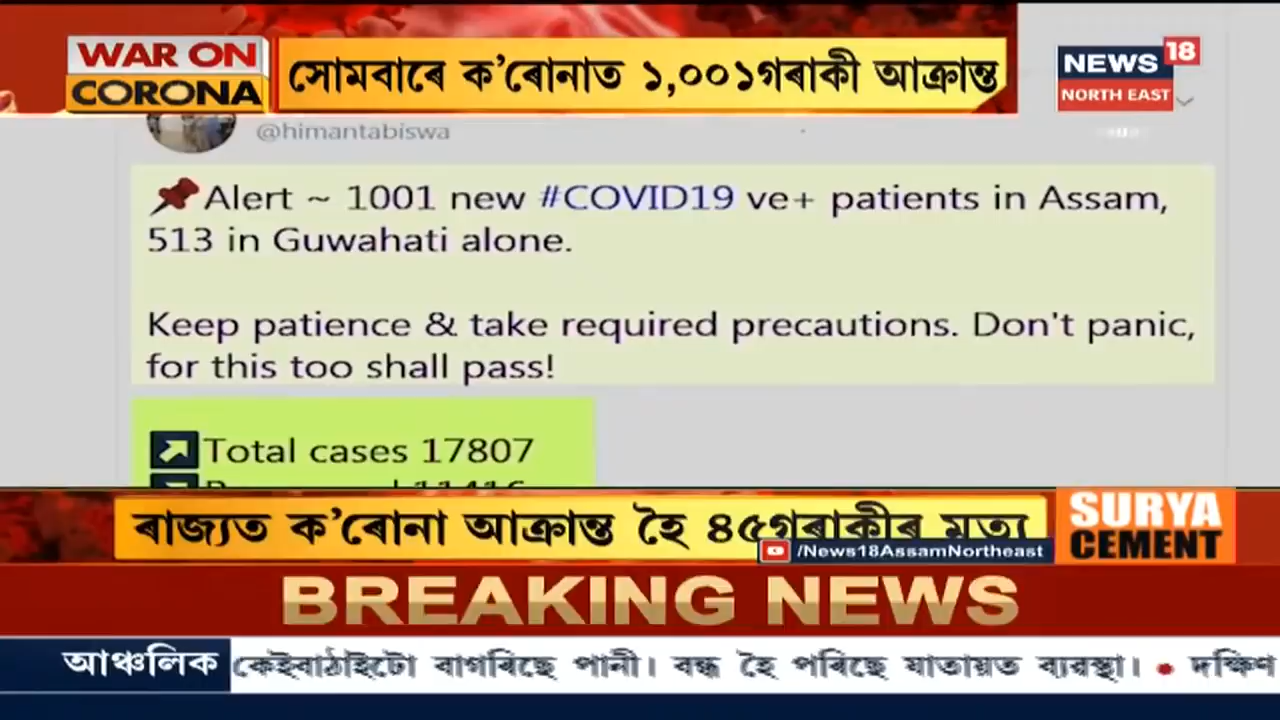 WAR ON
CORONA
সোমবাৰে ক'ৰোনাত ১,০০১গৰাকী আক্ৰান্ত
NEWS 18
NORTH EAST
@himantabiswa
Alert ~ 1001 new #COVID19 ve+ patients in Assam,
513 in Guwahati alone.
Keep patience & take required precautions. Don't panic,
for this too shall pass!
Total cases 17807
ৰাজ্যত ক'ৰোনা আক্ৰান্ত হৈ ৪৫গৰাকীৰ মৃত্যু
/News18AssamNortheast
SURYA
CEMENT
BREAKING NEWS
আঞ্চলিক
কেইবাঠাইটো বাগৰিছে পানী। বন্ধ হৈ পৰিছে যাতায়ত ব্যৱস্থা। • দক্ষিণ